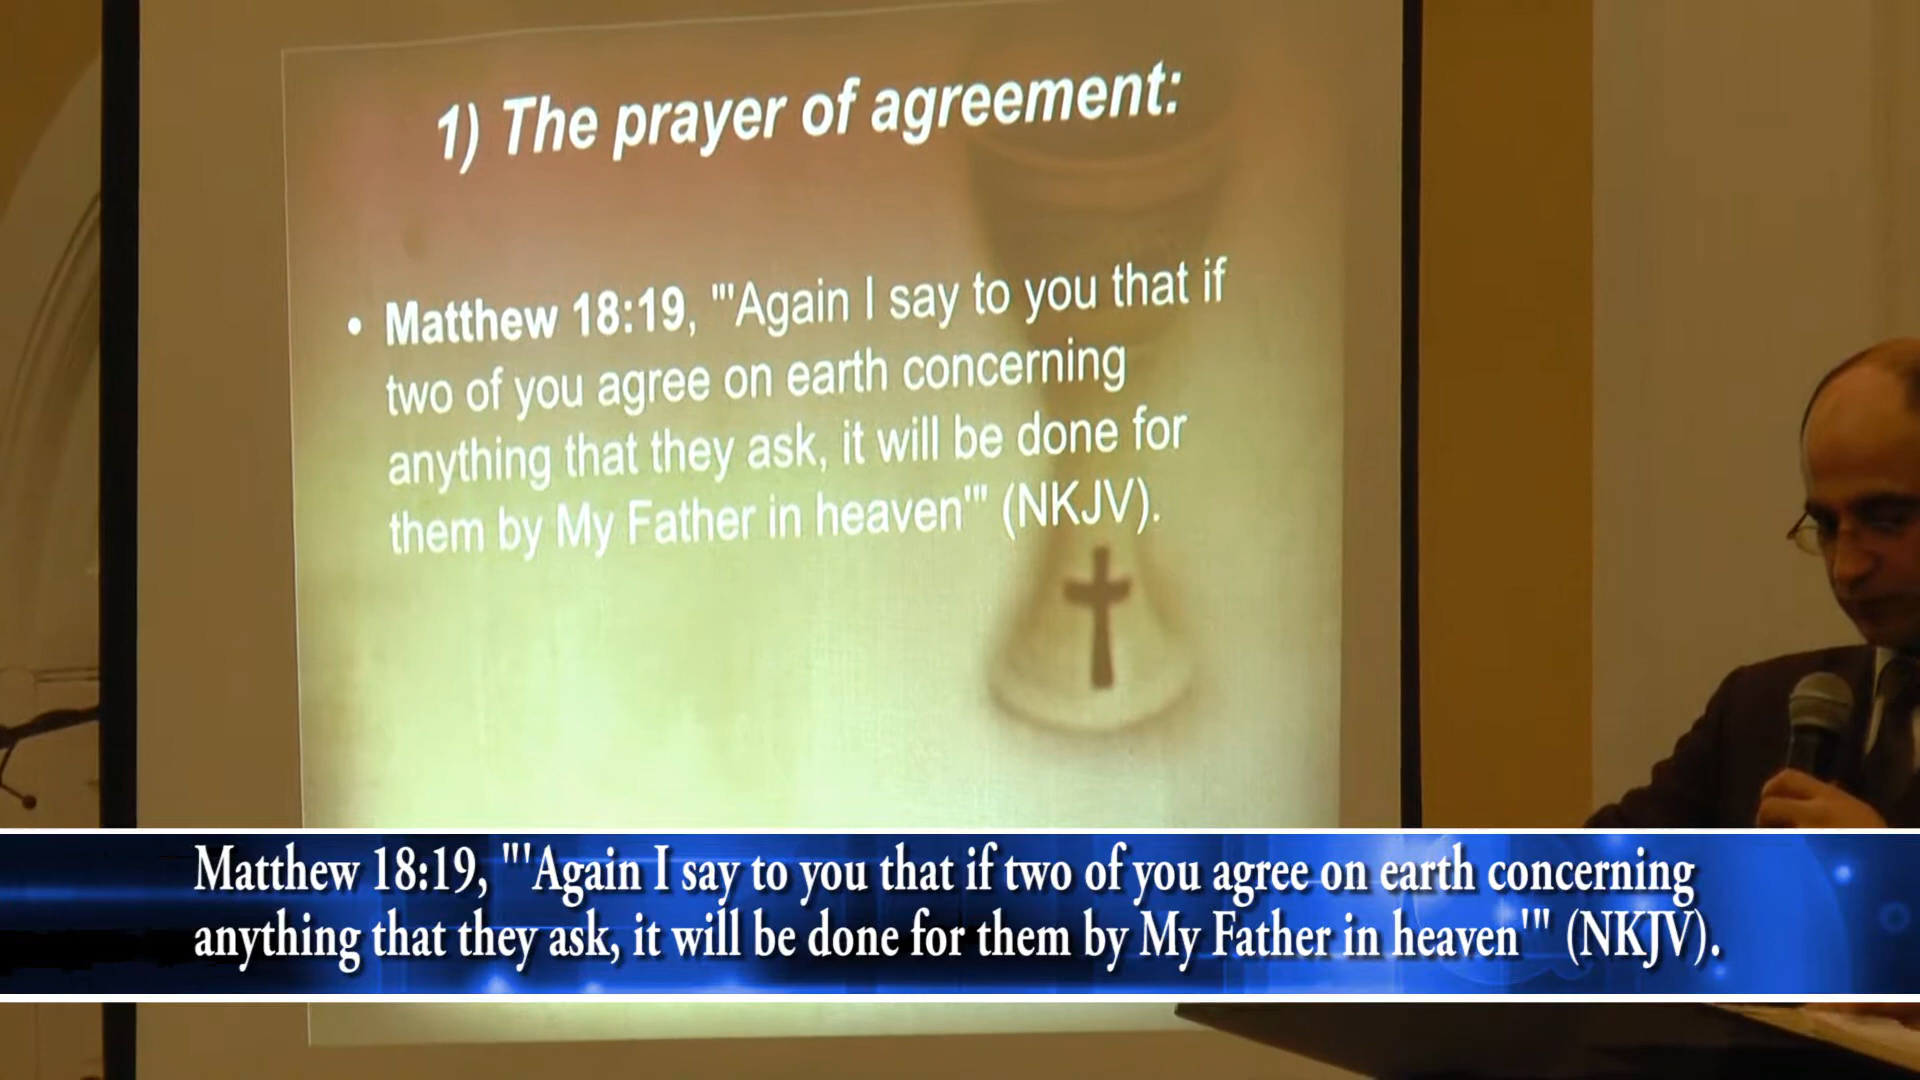 1) The prayer of agreement:
• Matthew 18:19, "'Again I say to you that if
two of you agree on earth concerning
anything that they ask, it will be done for
them by My Father in heaven'" (NKJV).
Matthew 18:19, "'Again I say to you that if two of you agree on earth concerning
anything that they ask, it will be done for them by My Father in heaven'" (NKJV).